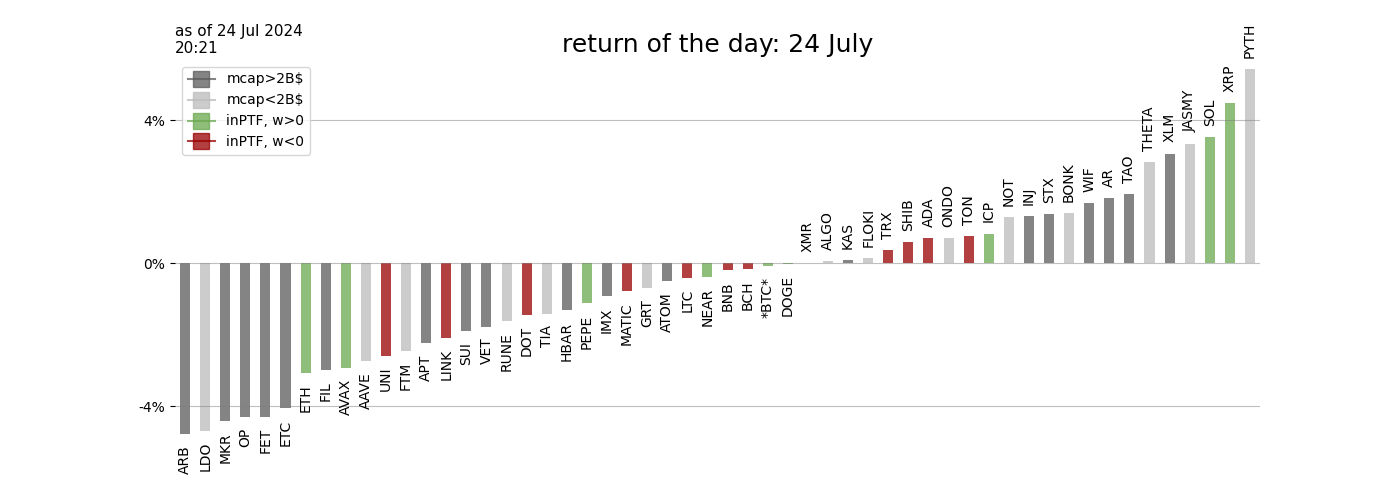 as of 24 Jul 2024
20:21
return of the day: 24 July
mcap>2B$
mcap<2B$
inPTF, w>0
inPTF, w<0
4%
0%
-4%
ARB
LDO
MKR
OP
FET
ETC
ETH
FIL
AVAX
AAVE
UNI
FTM
APT
LINK
SUI
VET
RUNE
DOT
TIA
HBAR
PEPE
IMX
MATIC
GRT
ATOM
LTC
NEAR
BNB
BCH
*BTC*
DOGE
XMR
ALGO
KAS
FLOKI
TRX
SHIB
ADA
ONDO
TON
ICP
NOT
INJ
STX
BONK
WIF
AR
TAO
THETA
XLM
JASMY
SOL
XRP
PYTH